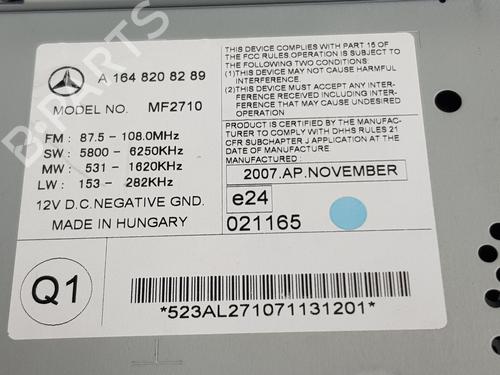 A 164 820 82 89
MODEL NO. MF2710
FM : 87.5 - 108.0MHz
SW : 5800 - 6250KHz
MW : 531 - 1620KHz
LW : 153 - 282KHz
12V D.C. NEGATIVE GND.
MADE IN HUNGARY
THIS DEVICE COMPLIES WITH PART 15 OF
THE FCC RULES. OPERATION IS SUBJECT TO
THE FOLLOWING TWO CONDITIONS:
(1)THIS DEVICE MAY NOT CAUSE HARMFUL
INTERFERENCE.
(2)THIS DEVICE MUST ACCEPT ANY INTER-
FERENCE RECEIVED INCLUDING INTERFERENCE
THAT MAY CAUSE UNDESIRED OPERATION
PRODUCT IS CERTIFIED BY THE MANUFAC-
TURER TO COMPLY WITH DHHS RULES 21
CFR SUBCHAPTER J APPLICATION AT THE
DATE OF MANUFACTURE.
2007.AP.NOVEMBER
e24
021165
Q1
*523AL271071131201*
B-PARTS